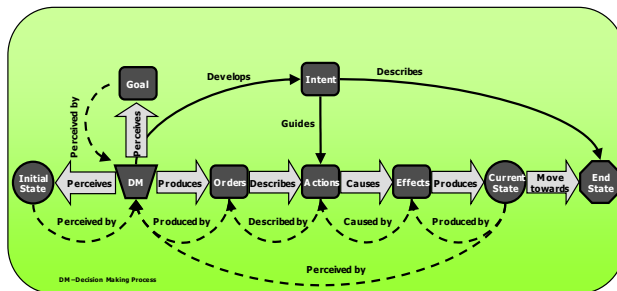 Develops
Describes
Goal
Intent
Perceived by
Perceives
Guides
Initial
State
Perceives
DM
Produces
Orders
Describes
Actions
Causes
Effects
Produces
Current
State
Move
towards
End
State
Perceived by
Produced by
Described by
Caused by
Produced by
Perceived by
DM–Decision Making Process